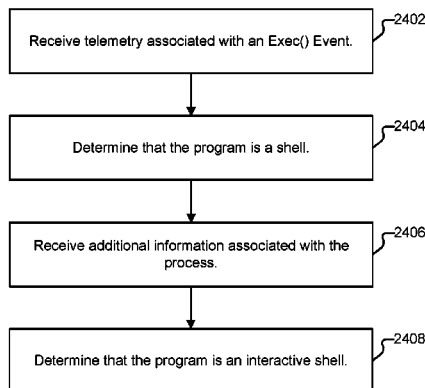 Receive telemetry associated with an Exec() Event.
2402
Determine that the program is a shell.
2404
Receive additional information associated with the
process.
2406
Determine that the program is an interactive shell.
2408